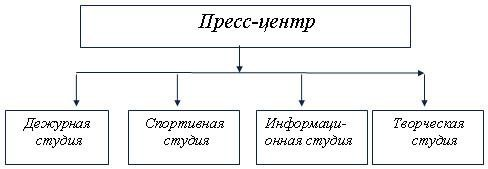 Пресс-центр
Дежурная
студия
Спортивная
студия
Информаци-
онная студия
Творческая
студия